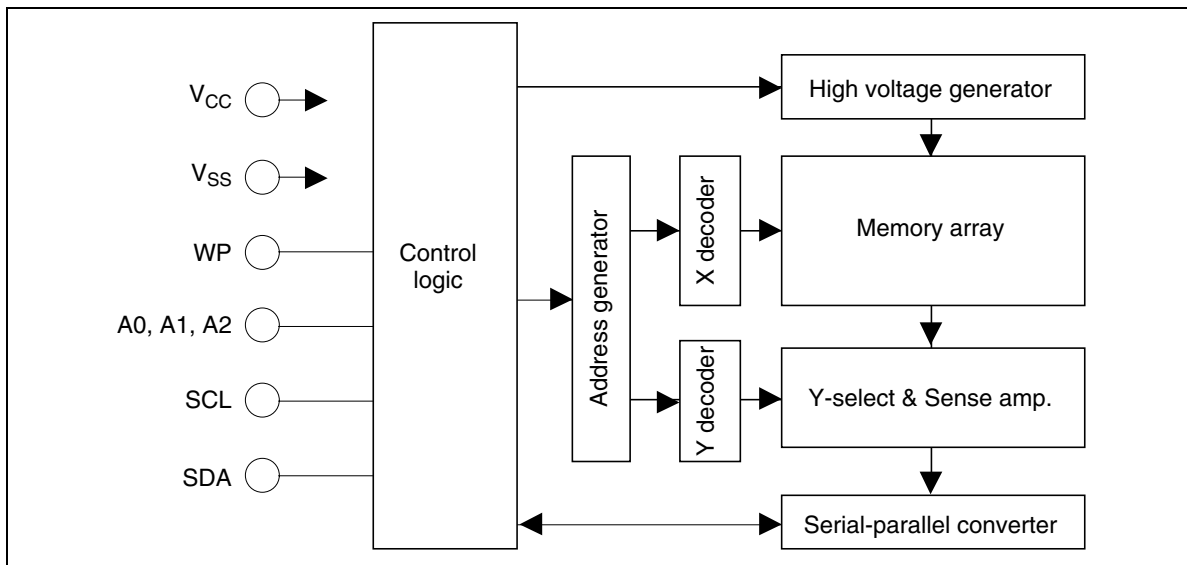 V_CC
V_SS
WP
A0, A1, A2
SCL
SDA
Control
logic
Address generator
X decoder
Y decoder
High voltage generator
Memory array
Y-select & Sense amp.
Serial-parallel converter